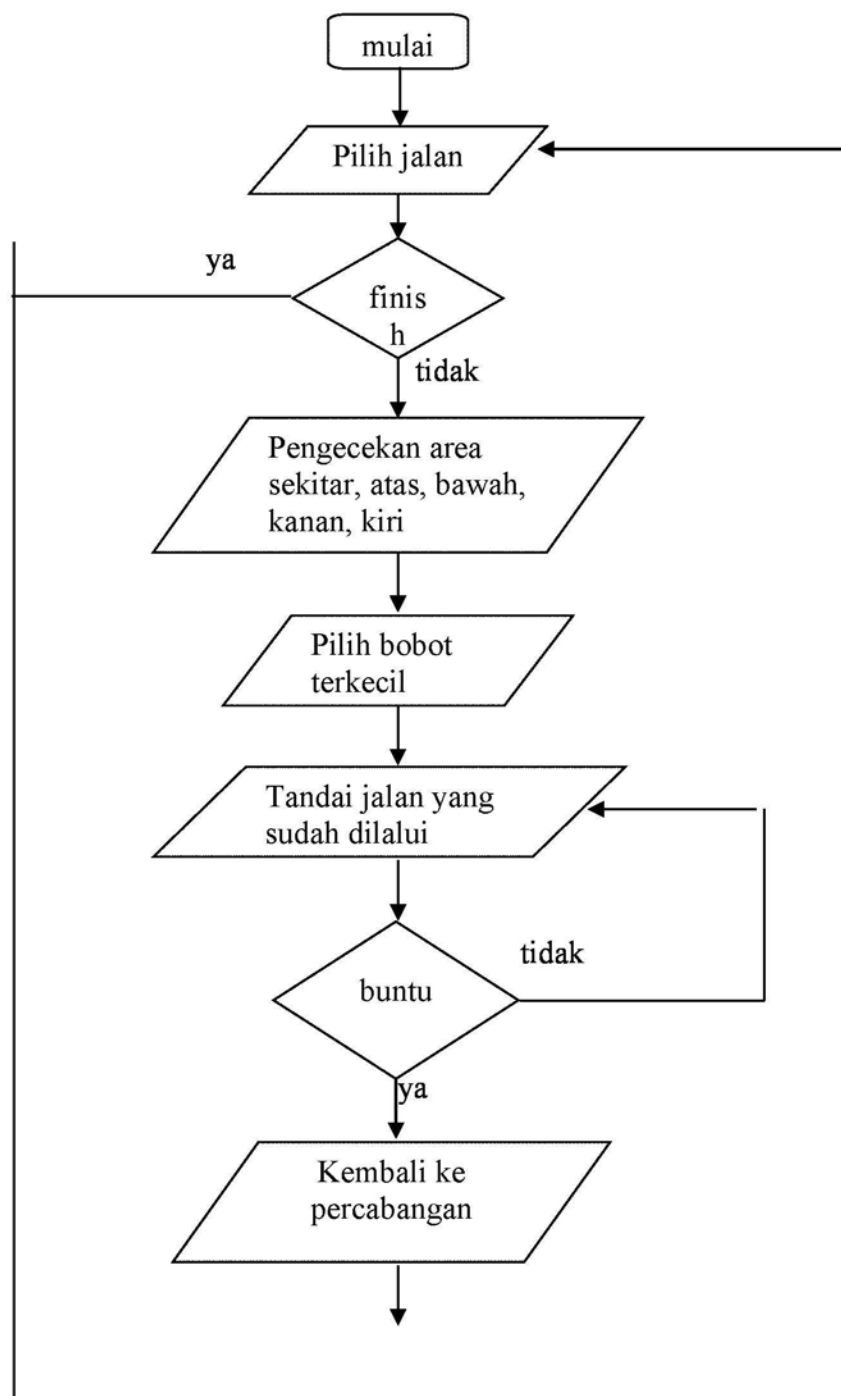 mulai
Pilih jalan
ya
finis
h
tidak
Pengecekan area
sekitar, atas, bawah,
kanan, kiri
Pilih bobot
terkecil
Tandai jalan yang
sudah dilalui
tidak
buntu
ya
Kembali ke
percabangan